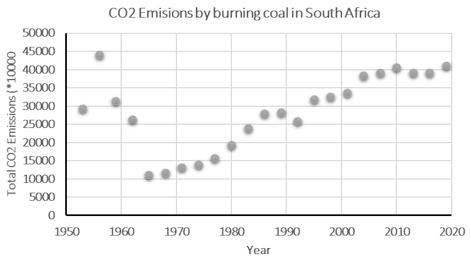 CO2 Emisions by burning coal in South Africa
Total CO2 Emissions (*10000
50000
45000
40000
35000
30000
25000
20000
15000
10000
5000
0
1950 1960 1970 1980 1990 2000 2010 2020
Year